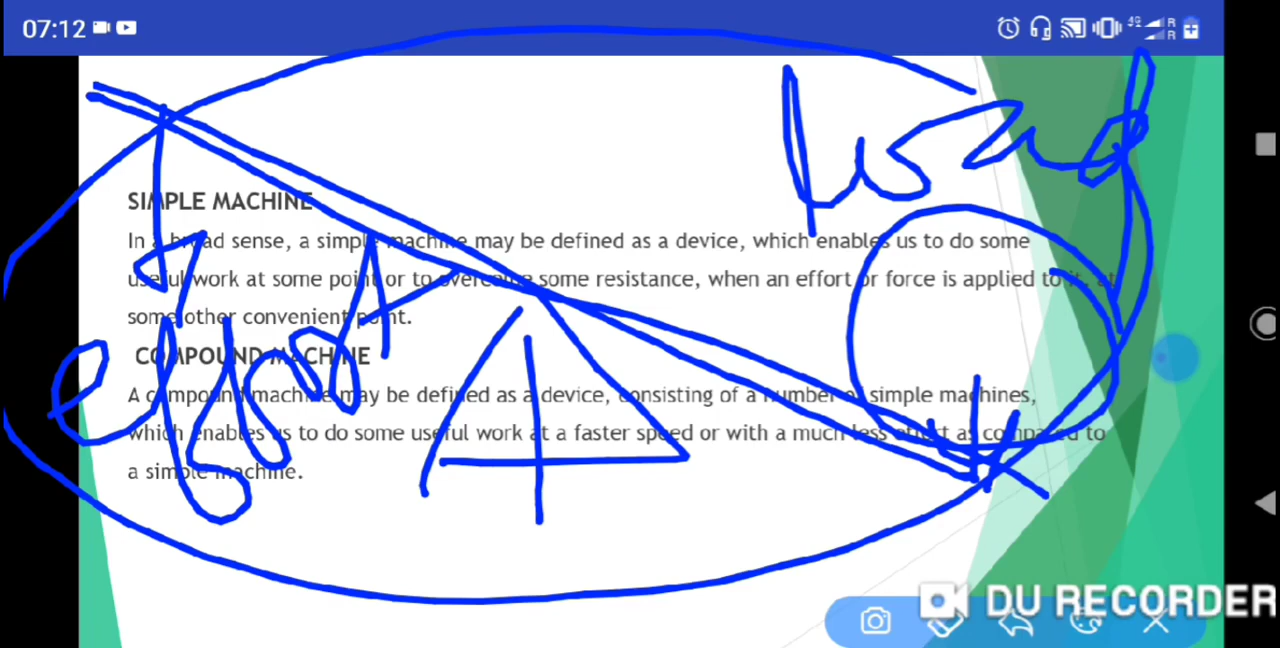 07:12
4G R
R
load
SIMPLE MACHINE
In a broad sense, a simple machine may be defined as a device, which enables us to do some
useful work at some point or to overcome some resistance, when an effort or force is applied to it, at
some other convenient point.
effort
COMPOUND MACHINE
A compound machine may be defined as a device, consisting of a number of simple machines,
which enables us to do some useful work at a faster speed or with a much less effort as compared to
a simple machine.
DU RECORDER